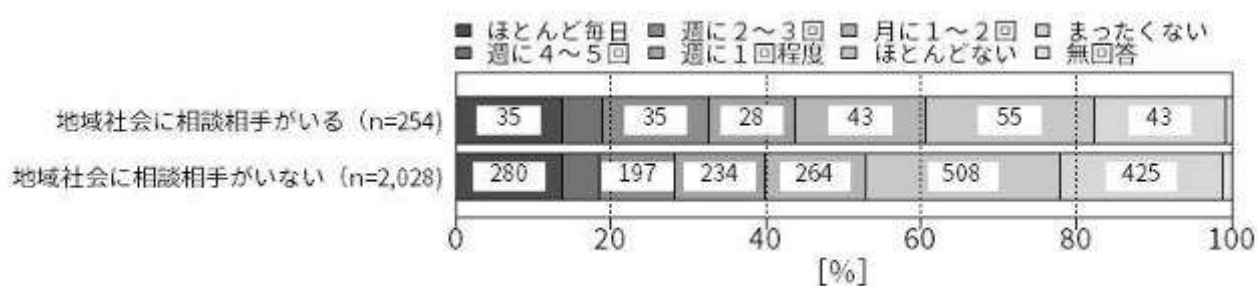 ■ ほとんど毎日 ■ 週に2〜3回 ■ 月に1〜2回 □ まったくない
■ 週に4〜5回 ■ 週に1回程度 ■ ほとんどない □ 無回答
地域社会に相談相手がいる (n=254) 35 35 28 43 55 43
地域社会に相談相手がいない (n=2,028) 280 197 234 264 508 425
0 20 40 60 80 100
[%]